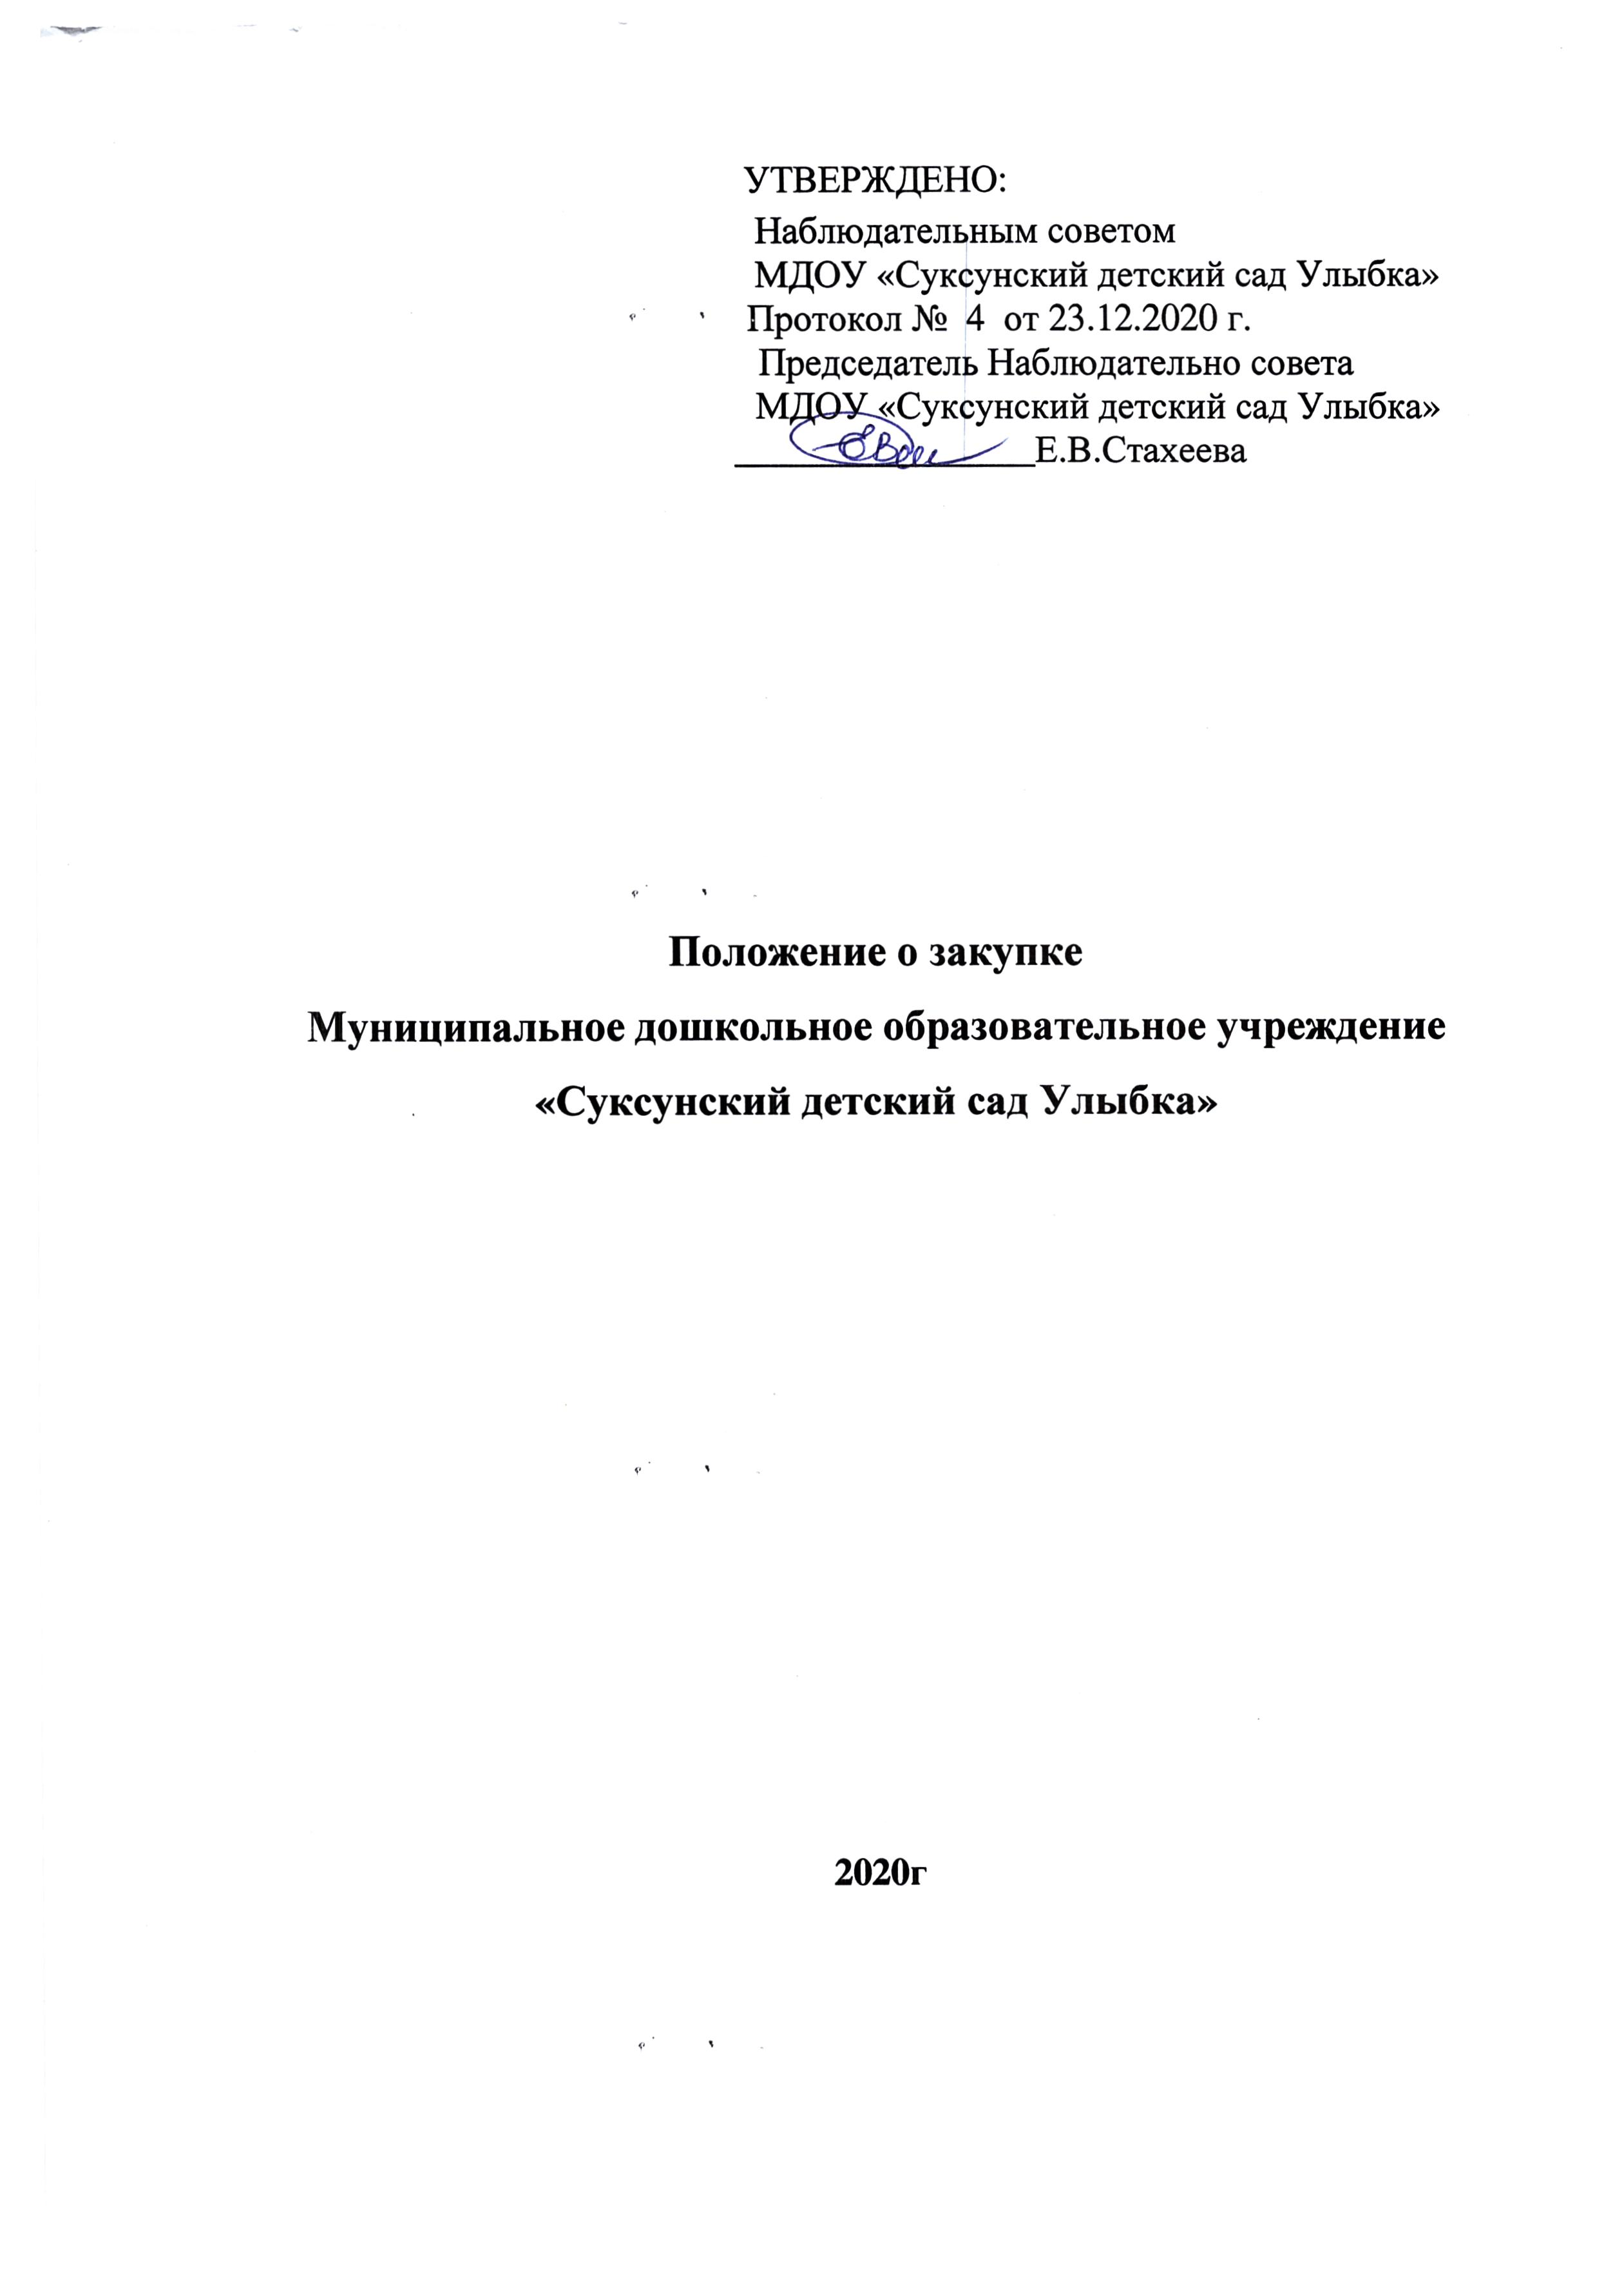 УТВЕРЖДЕНО:
Наблюдательным советом
МДОУ «Суксунский детский сад Улыбка»
Протокол № 4 от 23.12.2020 г.
Председатель Наблюдательно совета
МДОУ «Суксунский детский сад Улыбка»
Е.В.Стахеева
Положение о закупке
Муниципальное дошкольное образовательное учреждение
«Суксунский детский сад Улыбка»
2020г